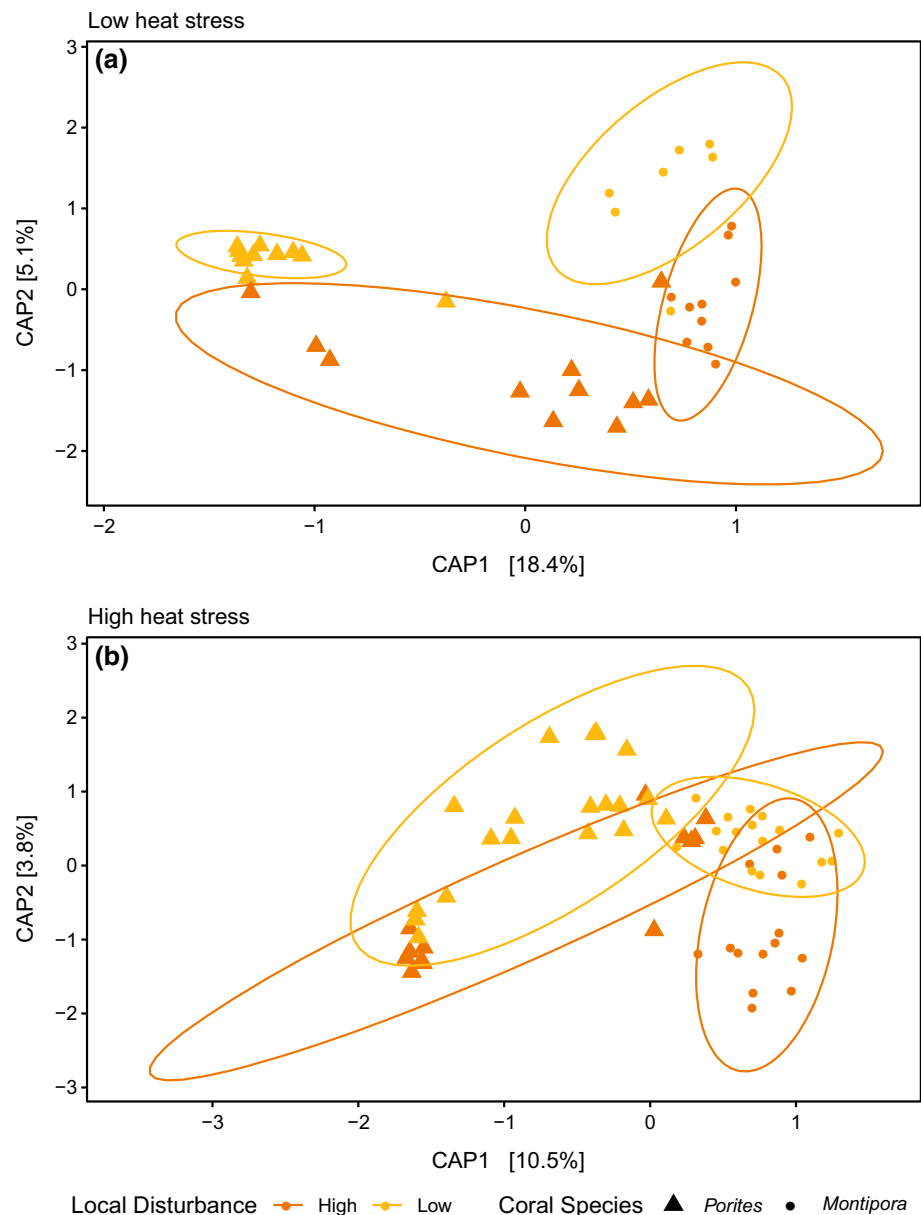 Low heat stress
(a)
3
2
1
0
−1
−2
CAP2 [5.1%]
−2 −1 0 1
CAP1 [18.4%]
High heat stress
(b)
3
2
1
0
−1
−2
−3
CAP2 [3.8%]
−3 −2 −1 0 1
CAP1 [10.5%]
Local Disturbance High Low Coral Species Porites Montipora